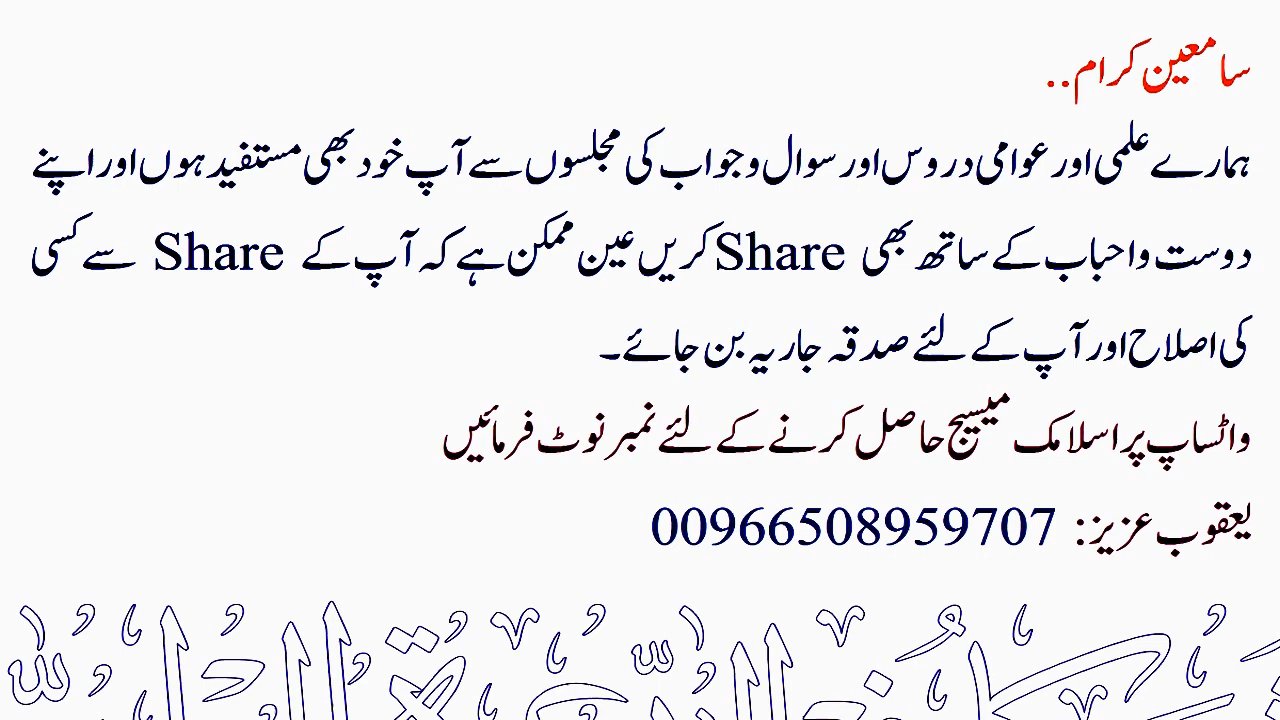 سامعین کرام..
ہمارے علمی اور عوامی دروس اور سوال و جواب کی مجلسوں سے آپ خود بھی مستفید ہوں اور اپنے
دوست و احباب کے ساتھ بھی Share کریں عین ممکن ہے کہ آپ کے Share سے کسی
کی اصلاح اور آپ کے لئے صدقہ جاریہ بن جائے۔
واٹساپ پر اسلامک میسیج حاصل کرنے کے لئے نمبر نوٹ فرمائیں
یعقوب عزیز: 00966508959707